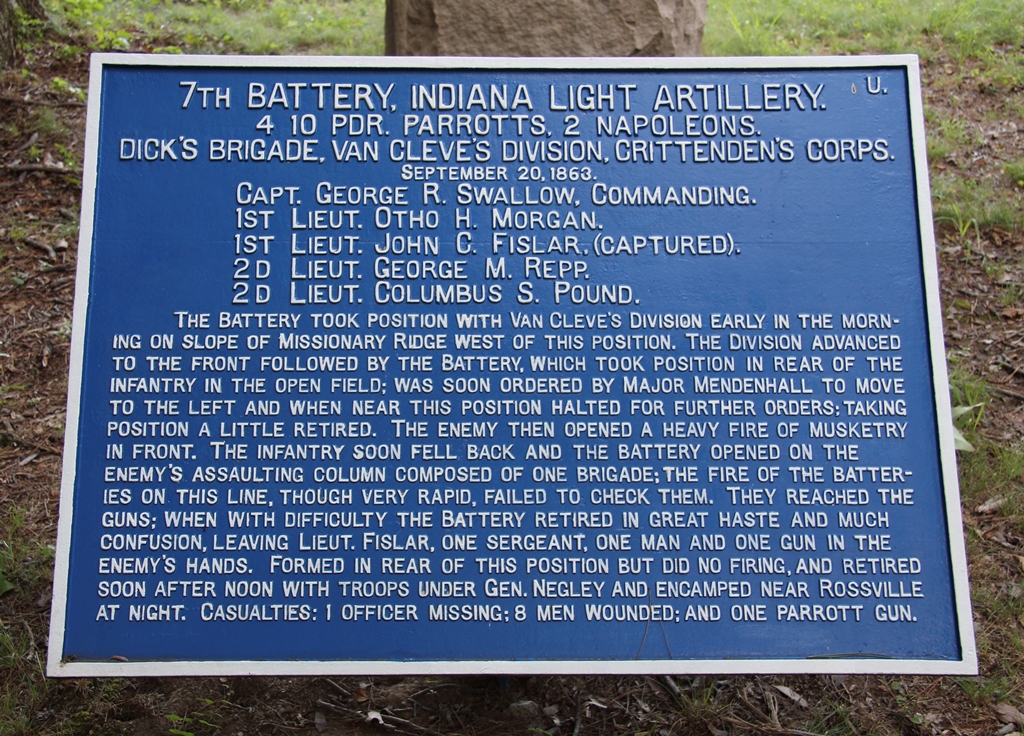 7TH BATTERY, INDIANA LIGHT ARTILLERY. U.
4 10 PDR. PARROTTS, 2 NAPOLEONS.
DICK'S BRIGADE, VAN CLEVE'S DIVISION, CRITTENDEN'S CORPS.
SEPTEMBER 20, 1863.
CAPT. GEORGE R. SWALLOW, COMMANDING.
1ST LIEUT. OTHO H. MORGAN.
1ST LIEUT. JOHN C. FISLAR, (CAPTURED).
2D LIEUT. GEORGE M. REPP.
2D LIEUT. COLUMBUS S. POUND.
THE BATTERY TOOK POSITION WITH VAN CLEVE'S DIVISION EARLY IN THE MORN-
ING ON SLOPE OF MISSIONARY RIDGE WEST OF THIS POSITION. THE DIVISION ADVANCED
TO THE FRONT FOLLOWED BY THE BATTERY, WHICH TOOK POSITION IN REAR OF THE
INFANTRY IN THE OPEN FIELD; WAS SOON ORDERED BY MAJOR MENDENHALL TO MOVE
TO THE LEFT AND WHEN NEAR THIS POSITION HALTED FOR FURTHER ORDERS; TAKING
POSITION A LITTLE RETIRED. THE ENEMY THEN OPENED A HEAVY FIRE OF MUSKETRY
IN FRONT. THE INFANTRY SOON FELL BACK AND THE BATTERY OPENED ON THE
ENEMY'S ASSAULTING COLUMN COMPOSED OF ONE BRIGADE; THE FIRE OF THE BATTER-
IES ON THIS LINE, THOUGH VERY RAPID, FAILED TO CHECK THEM. THEY REACHED THE
GUNS; WHEN WITH DIFFICULTY THE BATTERY RETIRED IN GREAT HASTE AND MUCH
CONFUSION, LEAVING LIEUT. FISLAR, ONE SERGEANT, ONE MAN AND ONE GUN IN THE
ENEMY'S HANDS. FORMED IN REAR OF THIS POSITION BUT DID NO FIRING, AND RETIRED
SOON AFTER NOON WITH TROOPS UNDER GEN. NEGLEY AND ENCAMPED NEAR ROSSVILLE
AT NIGHT. CASUALTIES: 1 OFFICER MISSING; 8 MEN WOUNDED; AND ONE PARROTT GUN.